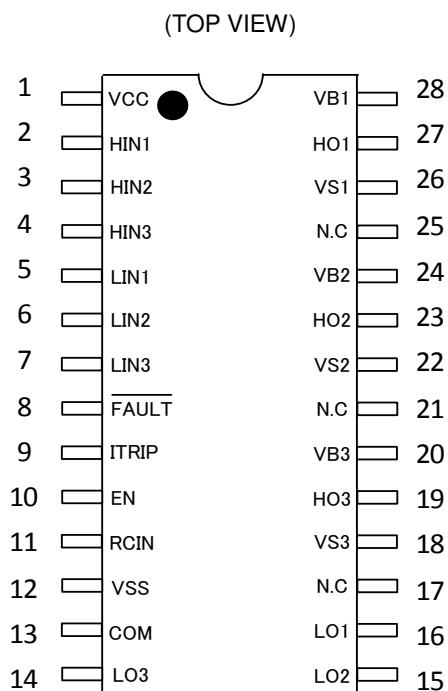 (TOP VIEW)
1 VCC VB1 28
2 HIN1 HO1 27
3 HIN2 VS1 26
4 HIN3 N.C 25
5 LIN1 VB2 24
6 LIN2 HO2 23
7 LIN3 VS2 22
8 FAULT N.C 21
9 ITRIP VB3 20
10 EN HO3 19
11 RCIN VS3 18
12 VSS N.C 17
13 COM LO1 16
14 LO3 LO2 15